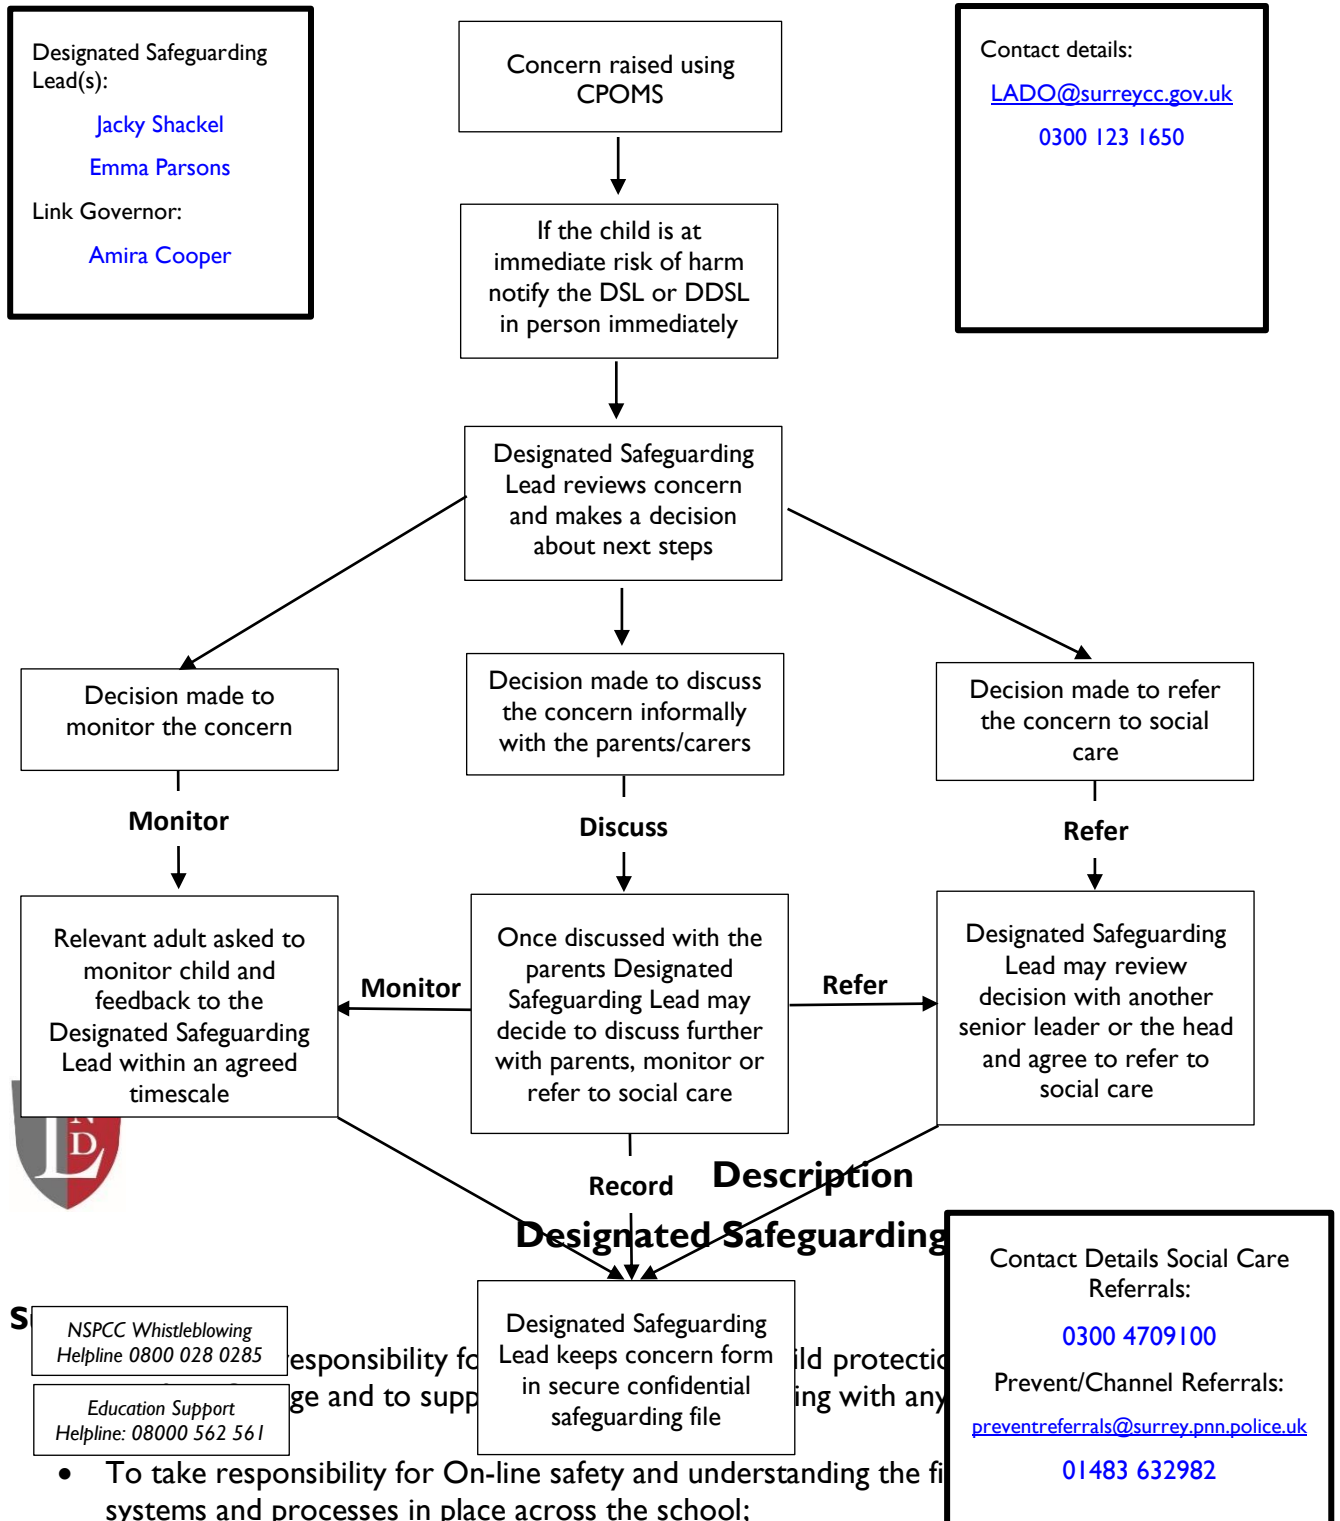 Designated Safeguarding
Lead(s):
Jacky Shackel
Emma Parsons
Link Governor:
Amira Cooper
Concern raised using
CPOMS
Contact details:
LADO@surreycc.gov.uk
0300 123 1650
If the child is at
immediate risk of harm
notify the DSL or DDSL
in person immediately
Designated Safeguarding
Lead reviews concern
and makes a decision
about next steps
Decision made to
monitor the concern
Decision made to discuss
the concern informally
with the parents/carers
Decision made to refer
the concern to social
care
Monitor
Discuss
Refer
Relevant adult asked to
monitor child and
feedback to the
Designated Safeguarding
Lead within an agreed
timescale
Monitor
Once discussed with the
parents Designated
Safeguarding Lead may
decide to discuss further
with parents, monitor or
refer to social care
Refer
Designated Safeguarding
Lead may review
decision with another
senior leader or the head
and agree to refer to
social care
L N D
Record
Description
Designated Safeguarding
NSPCC Whistleblowing
Helpline 0800 028 0285
Education Support
Helpline: 08000 562 561
Designated Safeguarding
Lead keeps concern form
in secure confidential
safeguarding file
Contact Details Social Care
Referrals:
0300 4709100
Prevent/Channel Referrals:
preventreferrals@surrey.pnn.police.uk
01483 632982
esponsibility fo ild protectio
ge and to supp ing with any
• To take responsibility for On-line safety and understanding the fi
systems and processes in place across the school;